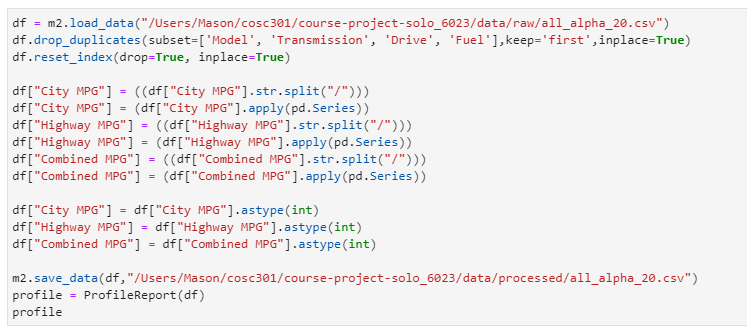 df = m2.load_data("/Users/Mason/cosc301/course-project-solo_6023/data/raw/all_alpha_20.csv")
df.drop_duplicates(subset=['Model', 'Transmission', 'Drive', 'Fuel'],keep='first',inplace=True)
df.reset_index(drop=True, inplace=True)

df["City MPG"] = ((df["City MPG"].str.split("/")))
df["City MPG"] = (df["City MPG"].apply(pd.Series))
df["Highway MPG"] = ((df["Highway MPG"].str.split("/")))
df["Highway MPG"] = (df["Highway MPG"].apply(pd.Series))
df["Combined MPG"] = ((df["Combined MPG"].str.split("/")))
df["Combined MPG"] = (df["Combined MPG"].apply(pd.Series))

df["City MPG"] = df["City MPG"].astype(int)
df["Highway MPG"] = df["Highway MPG"].astype(int)
df["Combined MPG"] = df["Combined MPG"].astype(int)

m2.save_data(df,"/Users/Mason/cosc301/course-project-solo_6023/data/processed/all_alpha_20.csv")
profile = ProfileReport(df)
profile